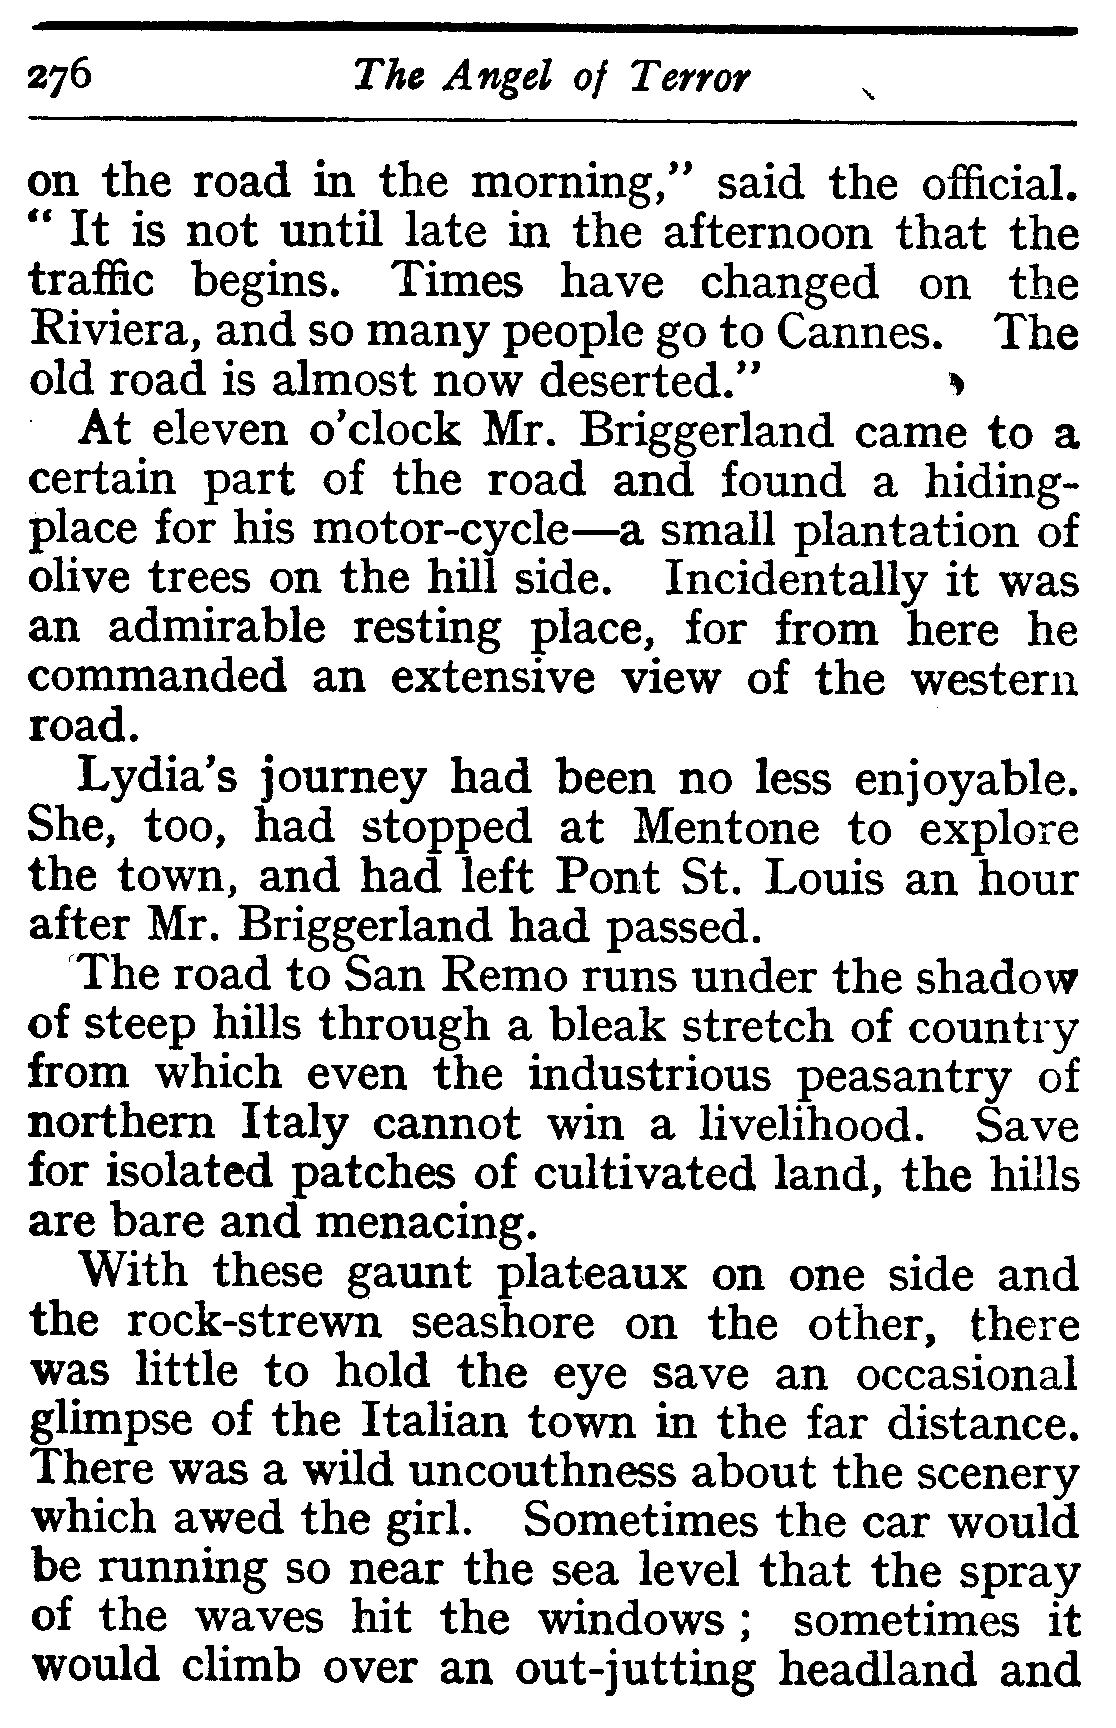 276 The Angel of Terror
on the road in the morning,” said the official.
“ It is not until late in the afternoon that the
traffic begins. Times have changed on the
Riviera, and so many people go to Cannes. The
old road is almost now deserted.”
At eleven o’clock Mr. Briggerland came to a
certain part of the road and found a hiding-
place for his motor-cycle—a small plantation of
olive trees on the hill side. Incidentally it was
an admirable resting place, for from here he
commanded an extensive view of the western
road.
Lydia’s journey had been no less enjoyable.
She, too, had stopped at Mentone to explore
the town, and had left Pont St. Louis an hour
after Mr. Briggerland had passed.
The road to San Remo runs under the shadow
of steep hills through a bleak stretch of country
from which even the industrious peasantry of
northern Italy cannot win a livelihood. Save
for isolated patches of cultivated land, the hills
are bare and menacing.
With these gaunt plateaux on one side and
the rock-strewn seashore on the other, there
was little to hold the eye save an occasional
glimpse of the Italian town in the far distance.
There was a wild uncouthness about the scenery
which awed the girl. Sometimes the car would
be running so near the sea level that the spray
of the waves hit the windows ; sometimes it
would climb over an out-jutting headland and